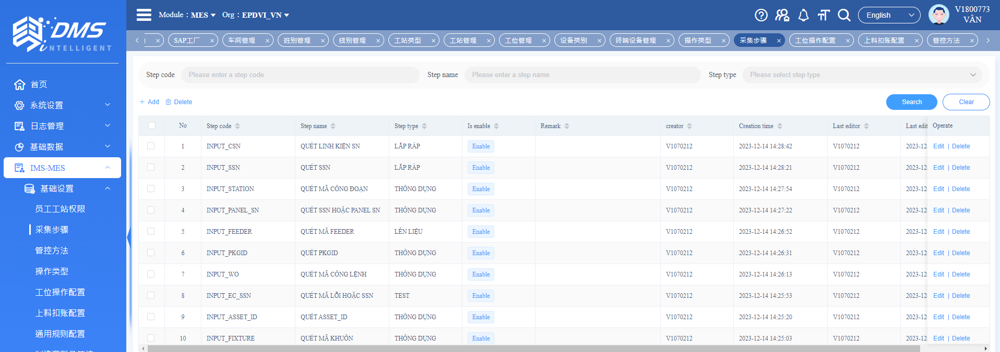 Module : MES Org : EPDVI_VN English V1800773 VÂN
DMS
iNTELLIGENT
SAP工厂 × 车间管理 × 班别管理 × 线别管理 × 工站类型 × 工站管理 × 工位管理 × 设备类别 × 终端设备管理 × 操作类型 × 采集步骤 × 工位操作配置 × 上料扣账配置 × 管控方法 ×
首页
系统设置
日志管理
基础数据
IMS-MES
基础设置
员工工站权限
采集步骤
管控方法
操作类型
工位操作配置
上料扣账配置
通用规则配置
Step code Please enter a step code Step name Please enter a step name Step type Please select step type
+ Add Delete Search Clear
No Step code Step name Step type Is enable Remark creator Creation time Last editor Last edit Operate
1 INPUT_CSN QUÉT LINH KIỆN SN LẮP RÁP Enable V1070212 2023-12-14 14:28:42 V1070212 2023-12 Edit | Delete
2 INPUT_SSN QUÉT SSN LẮP RÁP Enable V1070212 2023-12-14 14:28:21 V1070212 2023-12 Edit | Delete
3 INPUT_STATION QUÉT MÃ CÔNG ĐOẠN THÔNG DỤNG Enable V1070212 2023-12-14 14:27:54 V1070212 2023-12 Edit | Delete
4 INPUT_PANEL_SN QUÉT SSN HOẶC PANEL SN THÔNG DỤNG Enable V1070212 2023-12-14 14:27:22 V1070212 2023-12 Edit | Delete
5 INPUT_FEEDER QUÉT MÃ FEEDER LÊN LIỆU Enable V1070212 2023-12-14 14:26:52 V1070212 2023-12 Edit | Delete
6 INPUT_PKGID QUÉT PKGID THÔNG DỤNG Enable V1070212 2023-12-14 14:26:31 V1070212 2023-12 Edit | Delete
7 INPUT_WO QUÉT MÃ CÔNG LỆNH THÔNG DỤNG Enable V1070212 2023-12-14 14:26:13 V1070212 2023-12 Edit | Delete
8 INPUT_EC_SSN QUÉT MÃ LỖI HOẶC SSN TEST Enable V1070212 2023-12-14 14:25:53 V1070212 2023-12 Edit | Delete
9 INPUT_ASSET_ID QUÉT ASSET_ID THÔNG DỤNG Enable V1070212 2023-12-14 14:25:20 V1070212 2023-12 Edit | Delete
10 INPUT_FIXTURE QUÉT MÃ KHUÔN THÔNG DỤNG Enable V1070212 2023-12-14 14:25:03 V1070212 2023-12 Edit | Delete